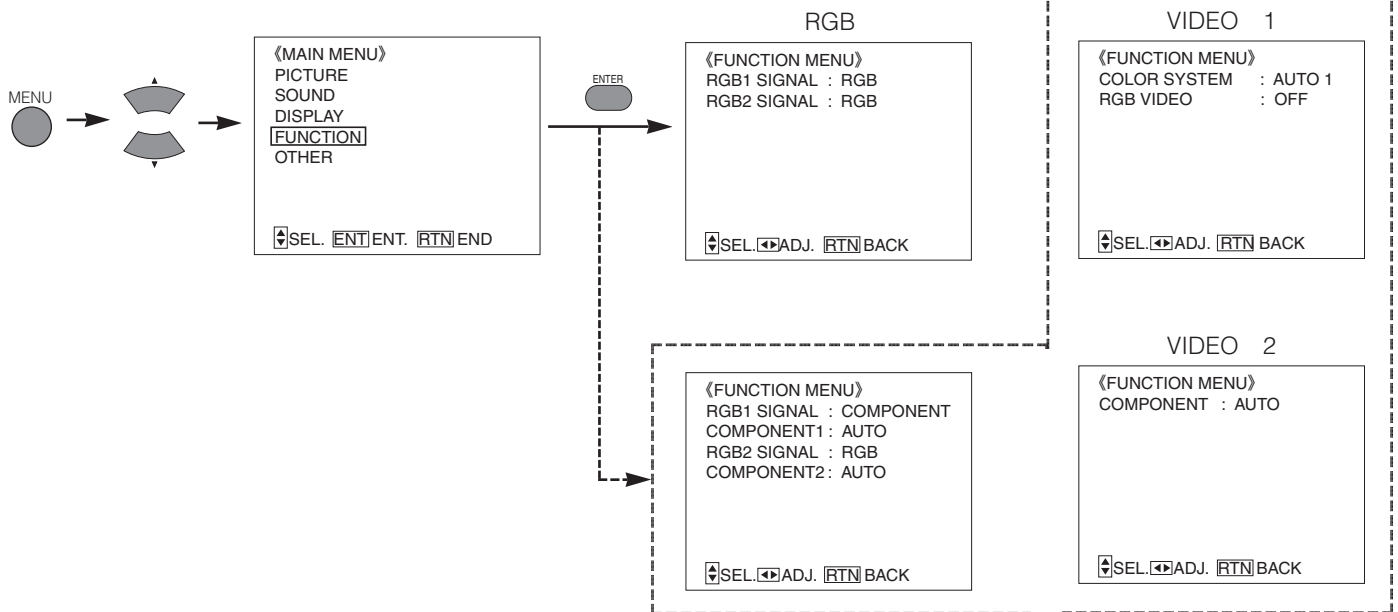 MENU
《MAIN MENU》
PICTURE
SOUND
DISPLAY
FUNCTION
OTHER
SEL. ENT ENT. RTN END
ENTER
RGB
《FUNCTION MENU》
RGB1 SIGNAL : RGB
RGB2 SIGNAL : RGB
SEL. ADJ. RTN BACK
VIDEO 1
《FUNCTION MENU》
COLOR SYSTEM : AUTO 1
RGB VIDEO : OFF
SEL. ADJ. RTN BACK
《FUNCTION MENU》
RGB1 SIGNAL : COMPONENT
COMPONENT1 : AUTO
RGB2 SIGNAL : RGB
COMPONENT2 : AUTO
SEL. ADJ. RTN BACK
VIDEO 2
《FUNCTION MENU》
COMPONENT : AUTO
SEL. ADJ. RTN BACK